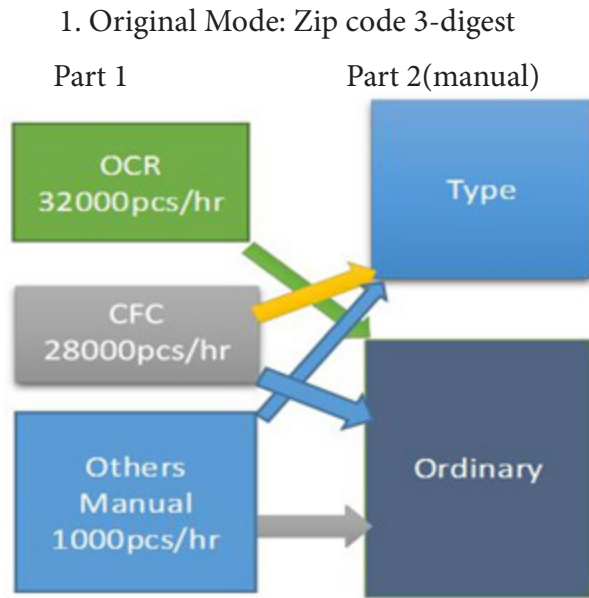 1. Original Mode: Zip code 3-digest
Part 1
Part 2(manual)
OCR
32000pcs/hr
Type
CFC
28000pcs/hr
Others
Manual
1000pcs/hr
Ordinary